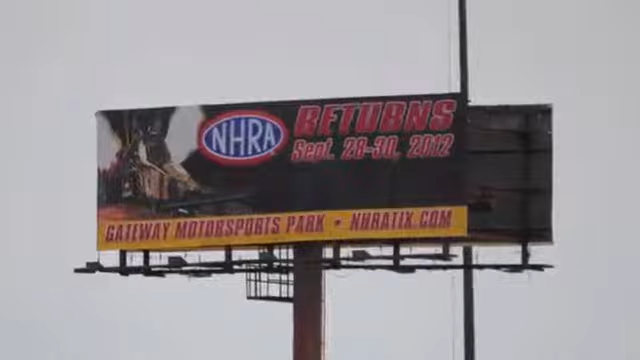 NHRA
RETURNS
Sept. 28-30, 2012
GATEWAY MOTORSPORTS PARK • NHRATIX.COM